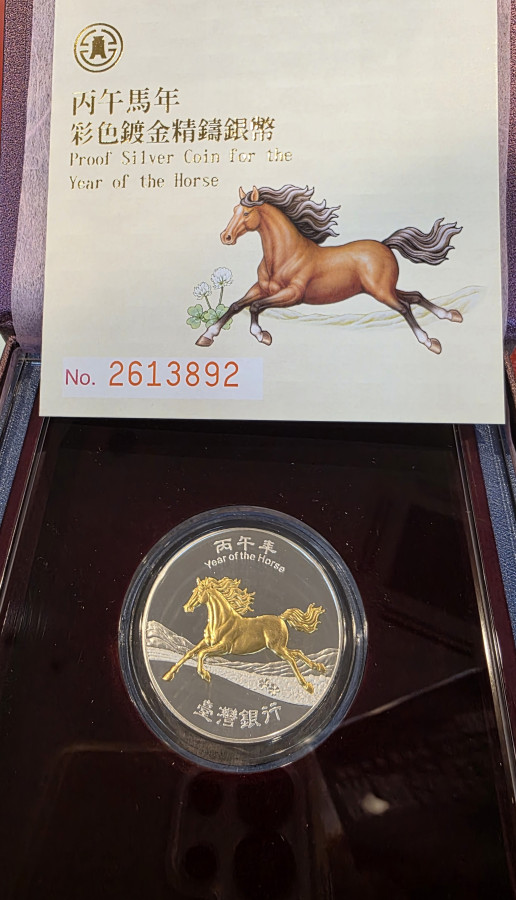 丙午馬年
彩色鍍金精鑄銀幣
Proof Silver Coin for the
Year of the Horse
No. 2613892
丙午年
Year of the Horse
臺灣銀行